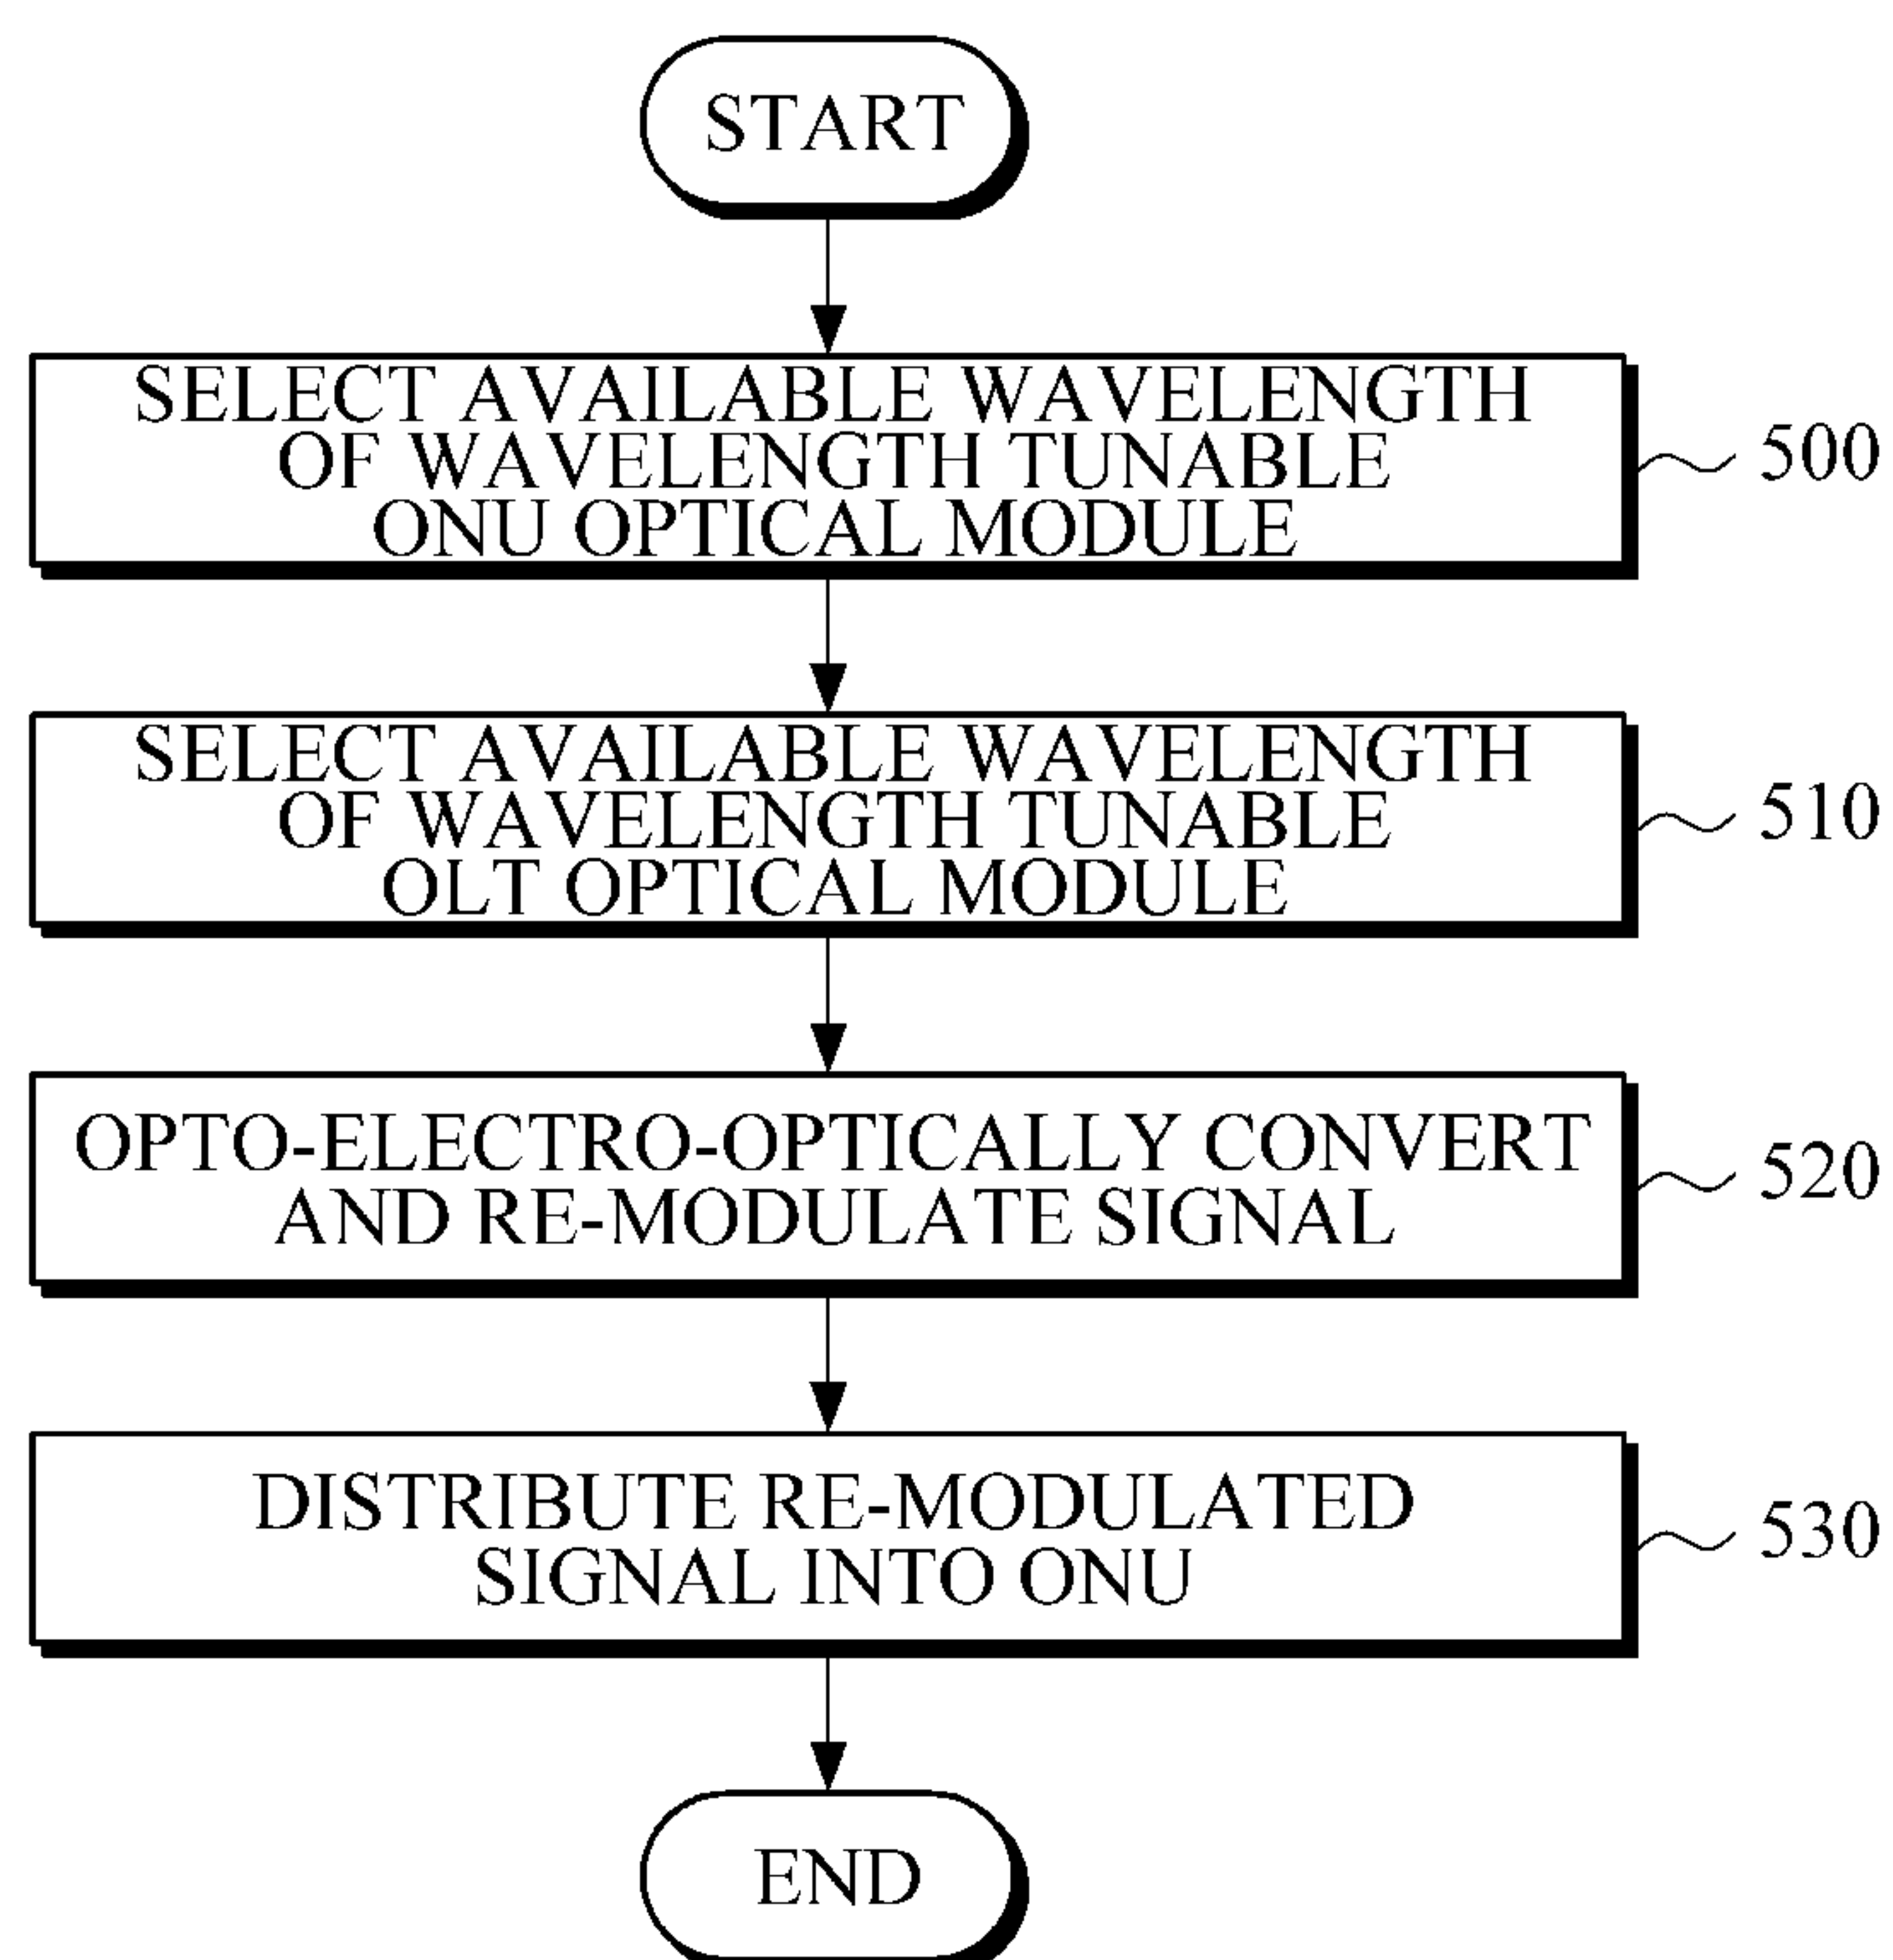 START
SELECT AVAILABLE WAVELENGTH
OF WAVELENGTH TUNABLE
ONU OPTICAL MODULE
500
SELECT AVAILABLE WAVELENGTH
OF WAVELENGTH TUNABLE
OLT OPTICAL MODULE
510
OPTO-ELECTRO-OPTICALLY CONVERT
AND RE-MODULATE SIGNAL
520
DISTRIBUTE RE-MODULATED
SIGNAL INTO ONU
530
END